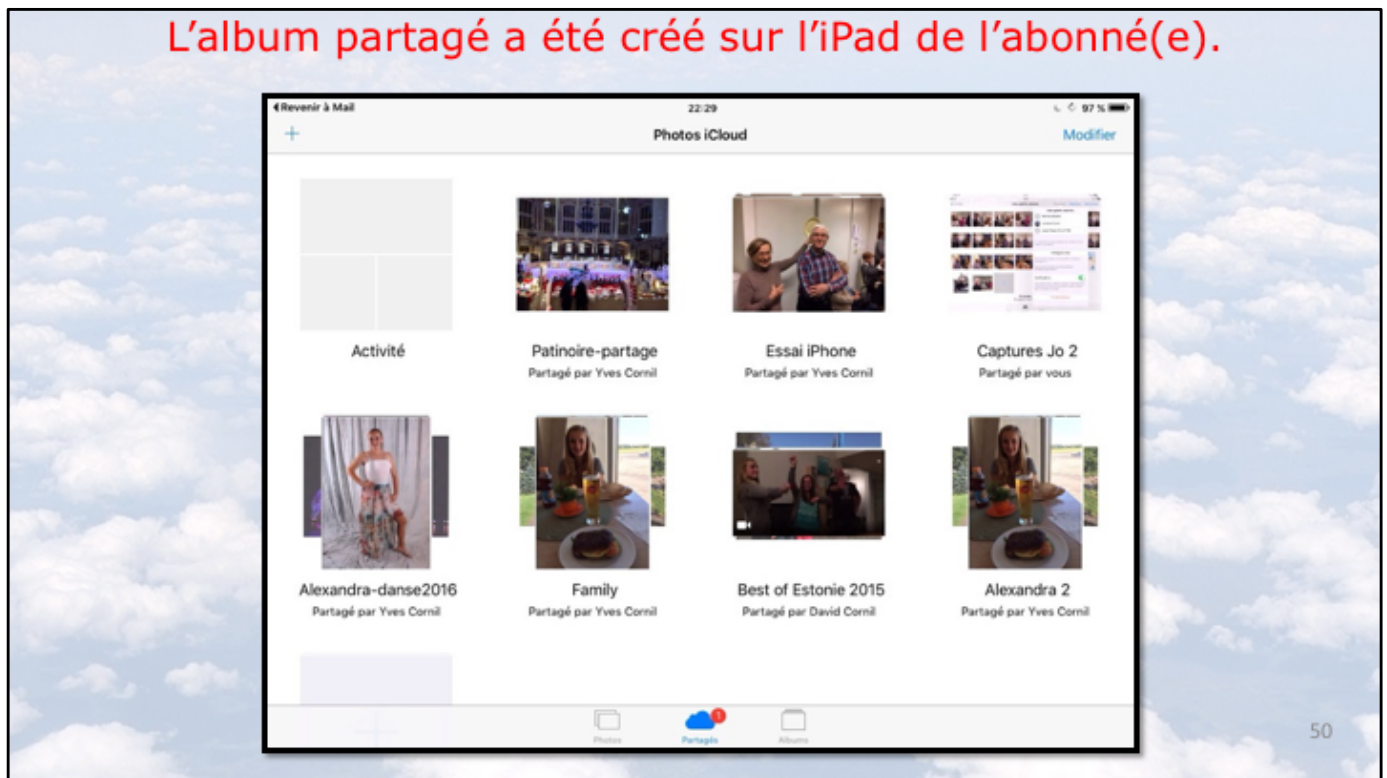 L'album partagé a été créé sur l'iPad de l'abonné(e).
Revenir à Mail 22:29 97 %
+ Photos iCloud Modifier
Activité Patinoire-partage Essai iPhone Captures Jo 2
Partagé par Yves Cornil Partagé par Yves Cornil Partagé par vous
Alexandra-danse2016 Family Best of Estonie 2015 Alexandra 2
Partagé par Yves Cornil Partagé par Yves Cornil Partagé par David Cornil Partagé par Yves Cornil
1
Photos Partagés Albums
50